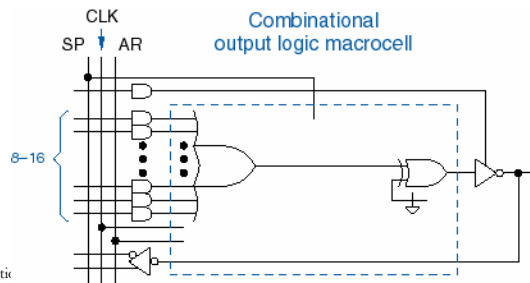 CLK
Combinational
output logic macrocell
SP
AR
8–16